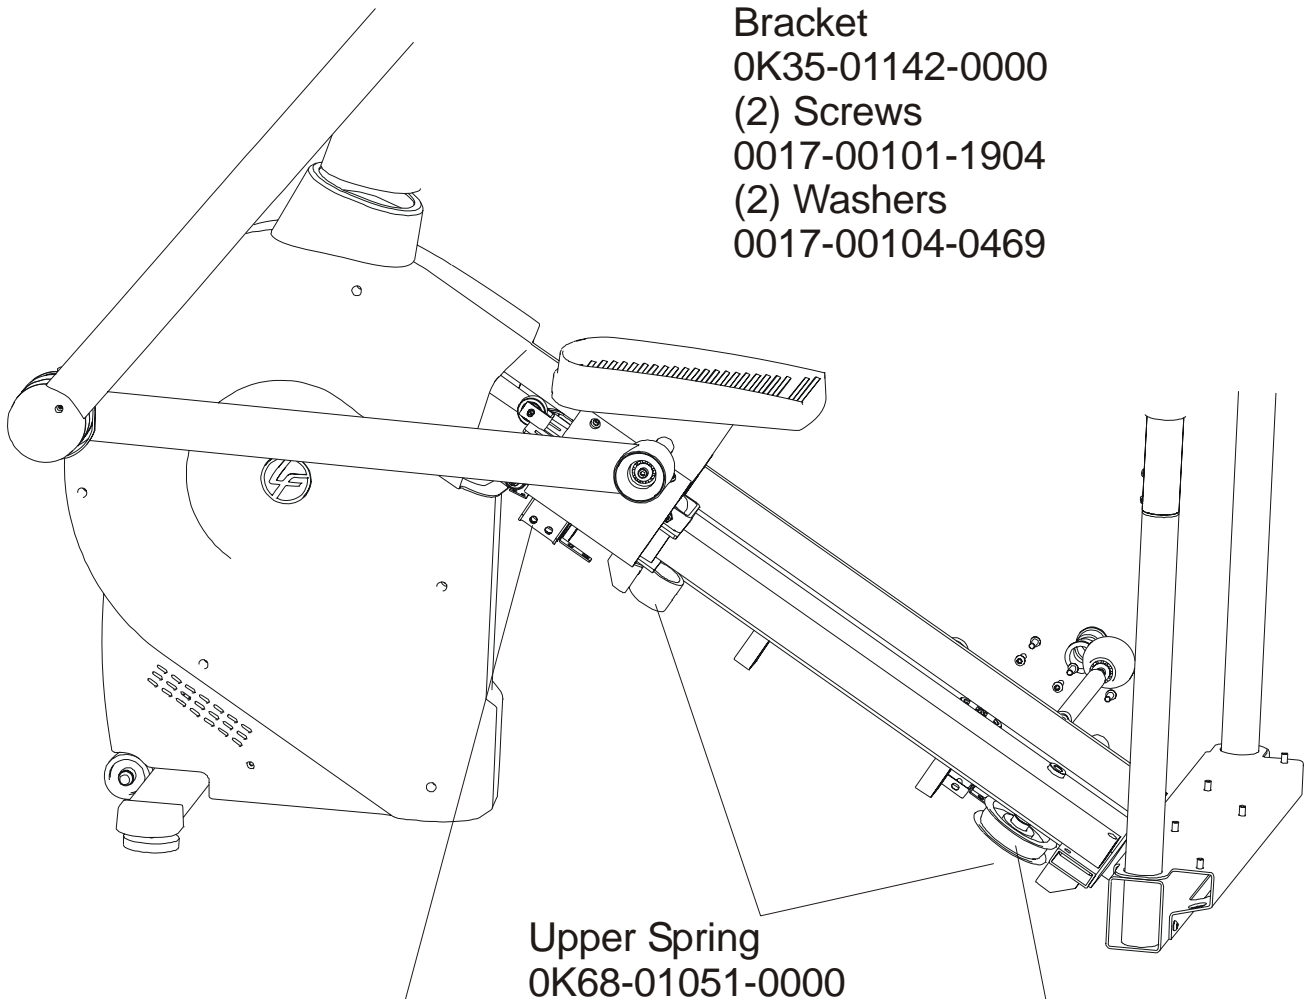 Bracket
0K35-01142-0000
(2) Screws
0017-00101-1904
(2) Washers
0017-00104-0469
Upper Spring
0K68-01051-0000